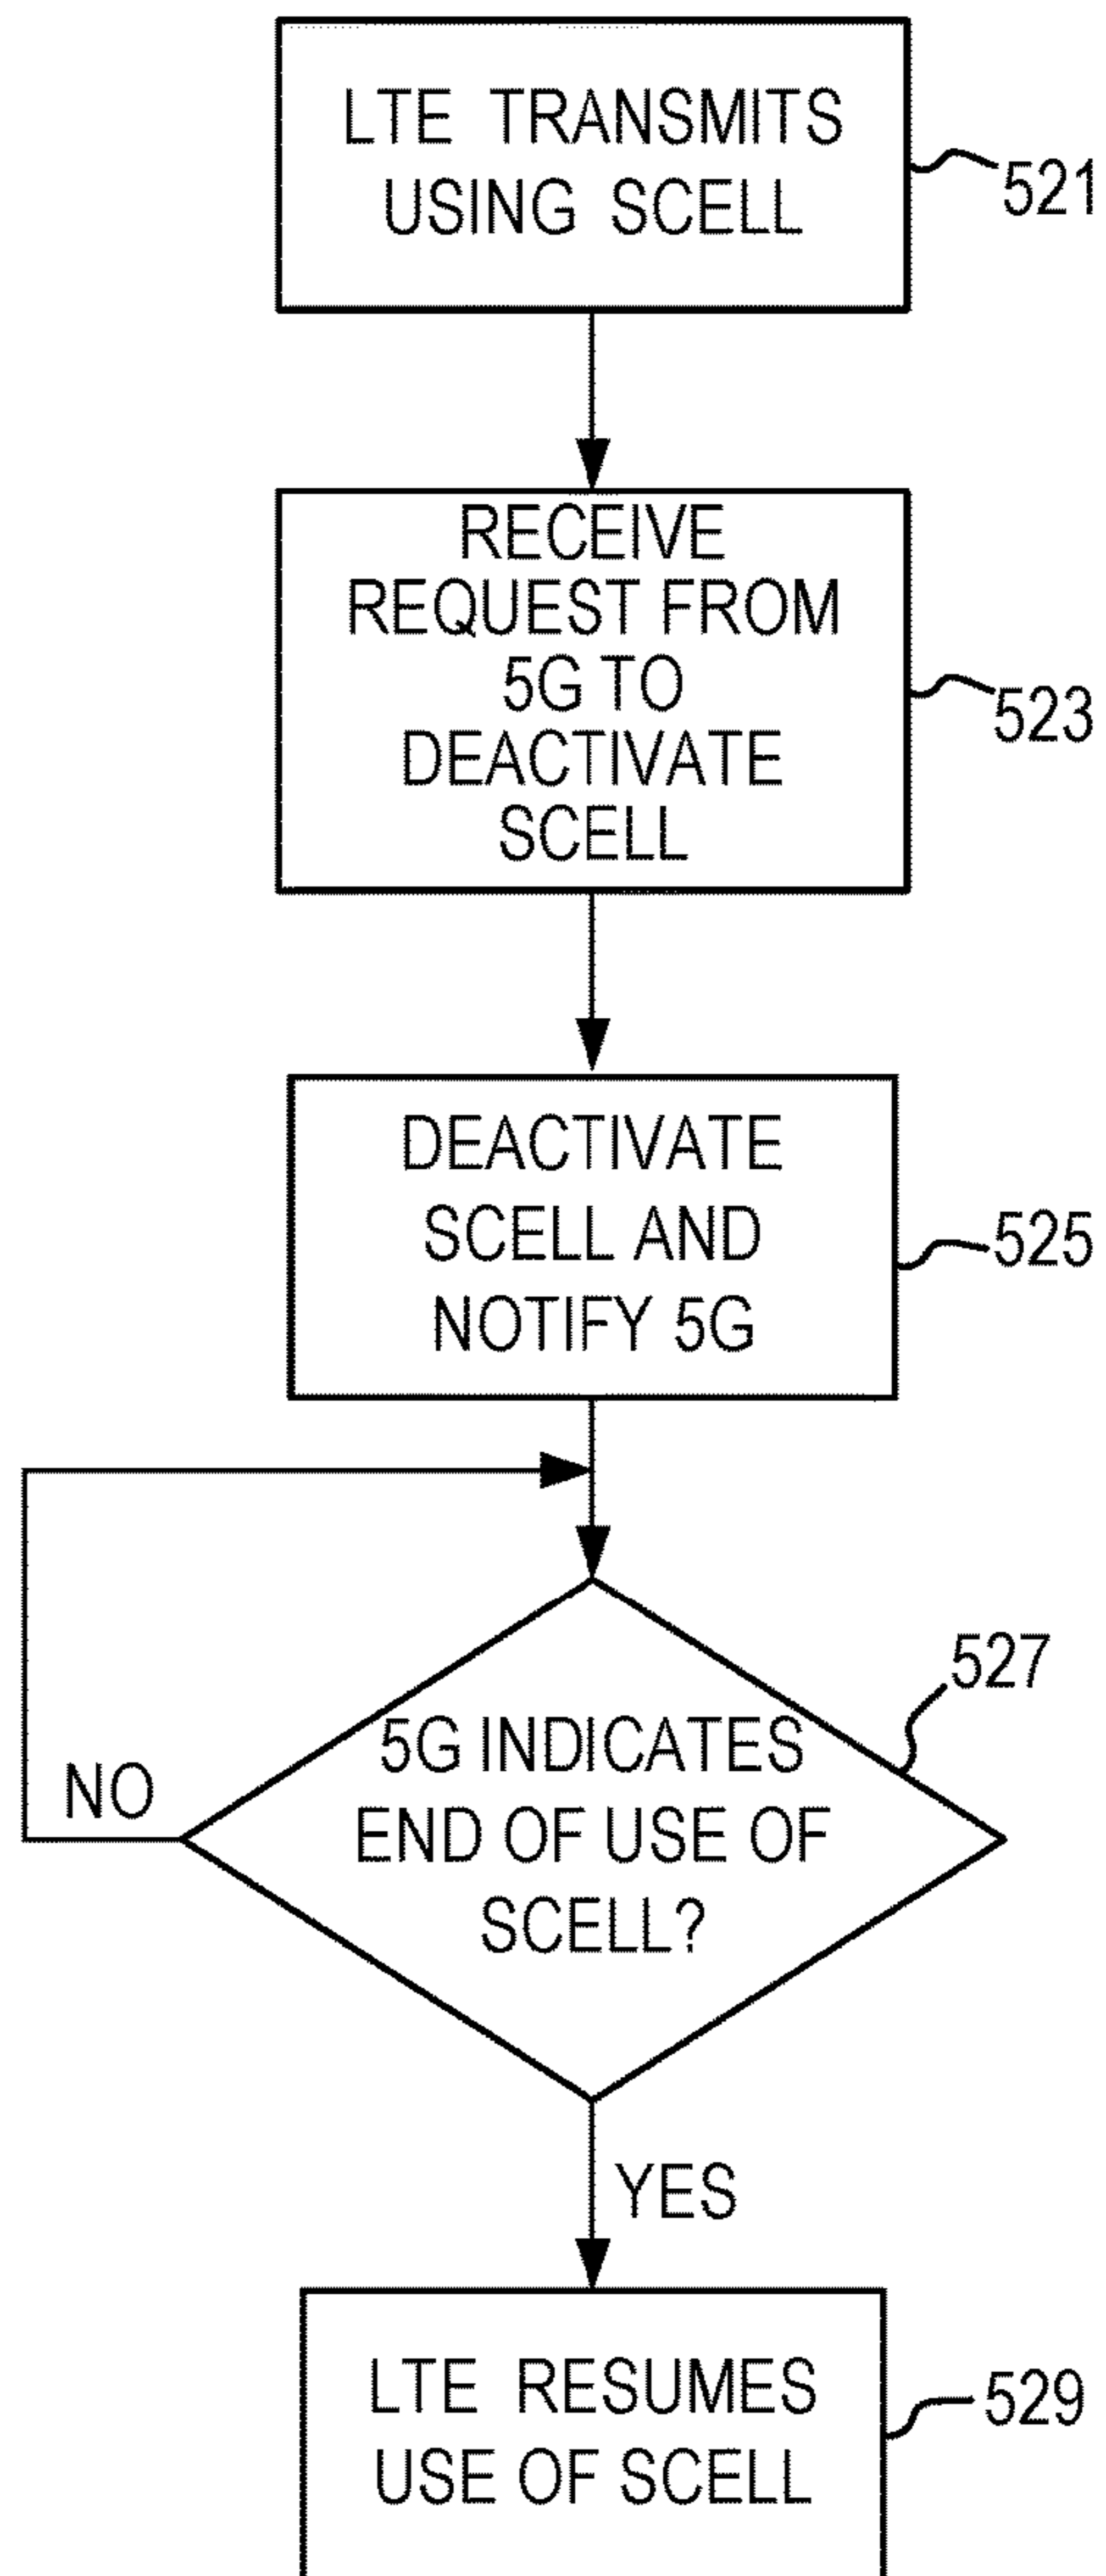 LTE TRANSMITS
USING SCELL
521
RECEIVE
REQUEST FROM
5G TO
DEACTIVATE
SCELL
523
DEACTIVATE
SCELL AND
NOTIFY 5G
525
527
5G INDICATES
END OF USE OF
SCELL?
NO
YES
LTE RESUMES
USE OF SCELL
529